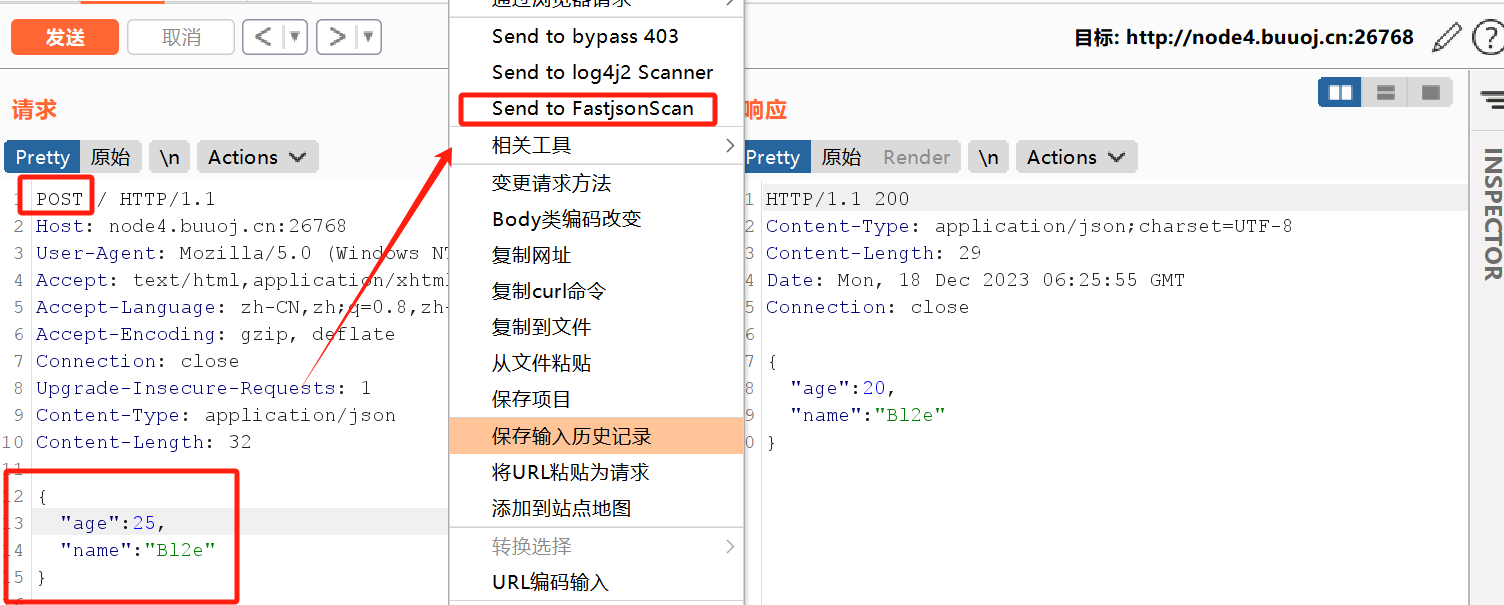 发送
取消
<
>
目标: http://node4.buuoj.cn:26768
?
请求
Pretty
原始
\n
Actions
1 POST / HTTP/1.1
2 Host: node4.buuoj.cn:26768
3 User-Agent: Mozilla/5.0 (Windows NT
4 Accept: text/html,application/xhtml
5 Accept-Language: zh-CN,zh;q=0.8,zh-
6 Accept-Encoding: gzip, deflate
7 Connection: close
8 Upgrade-Insecure-Requests: 1
9 Content-Type: application/json
10 Content-Length: 32
11
12 {
13 "age":25,
14 "name":"Bl2e"
15 }
通过浏览器请求
Send to bypass 403
Send to log4j2 Scanner
Send to FastjsonScan
相关工具
变更请求方法
Body类编码改变
复制网址
复制curl命令
复制到文件
从文件粘贴
保存项目
保存输入历史记录
将URL粘贴为请求
添加到站点地图
转换选择
URL编码输入
响应
Pretty
原始
Render
\n
Actions
1 HTTP/1.1 200
2 Content-Type: application/json;charset=UTF-8
3 Content-Length: 29
4 Date: Mon, 18 Dec 2023 06:25:55 GMT
5 Connection: close
6
7 {
8 "age":20,
9 "name":"Bl2e"
0 }
INSPECTOR